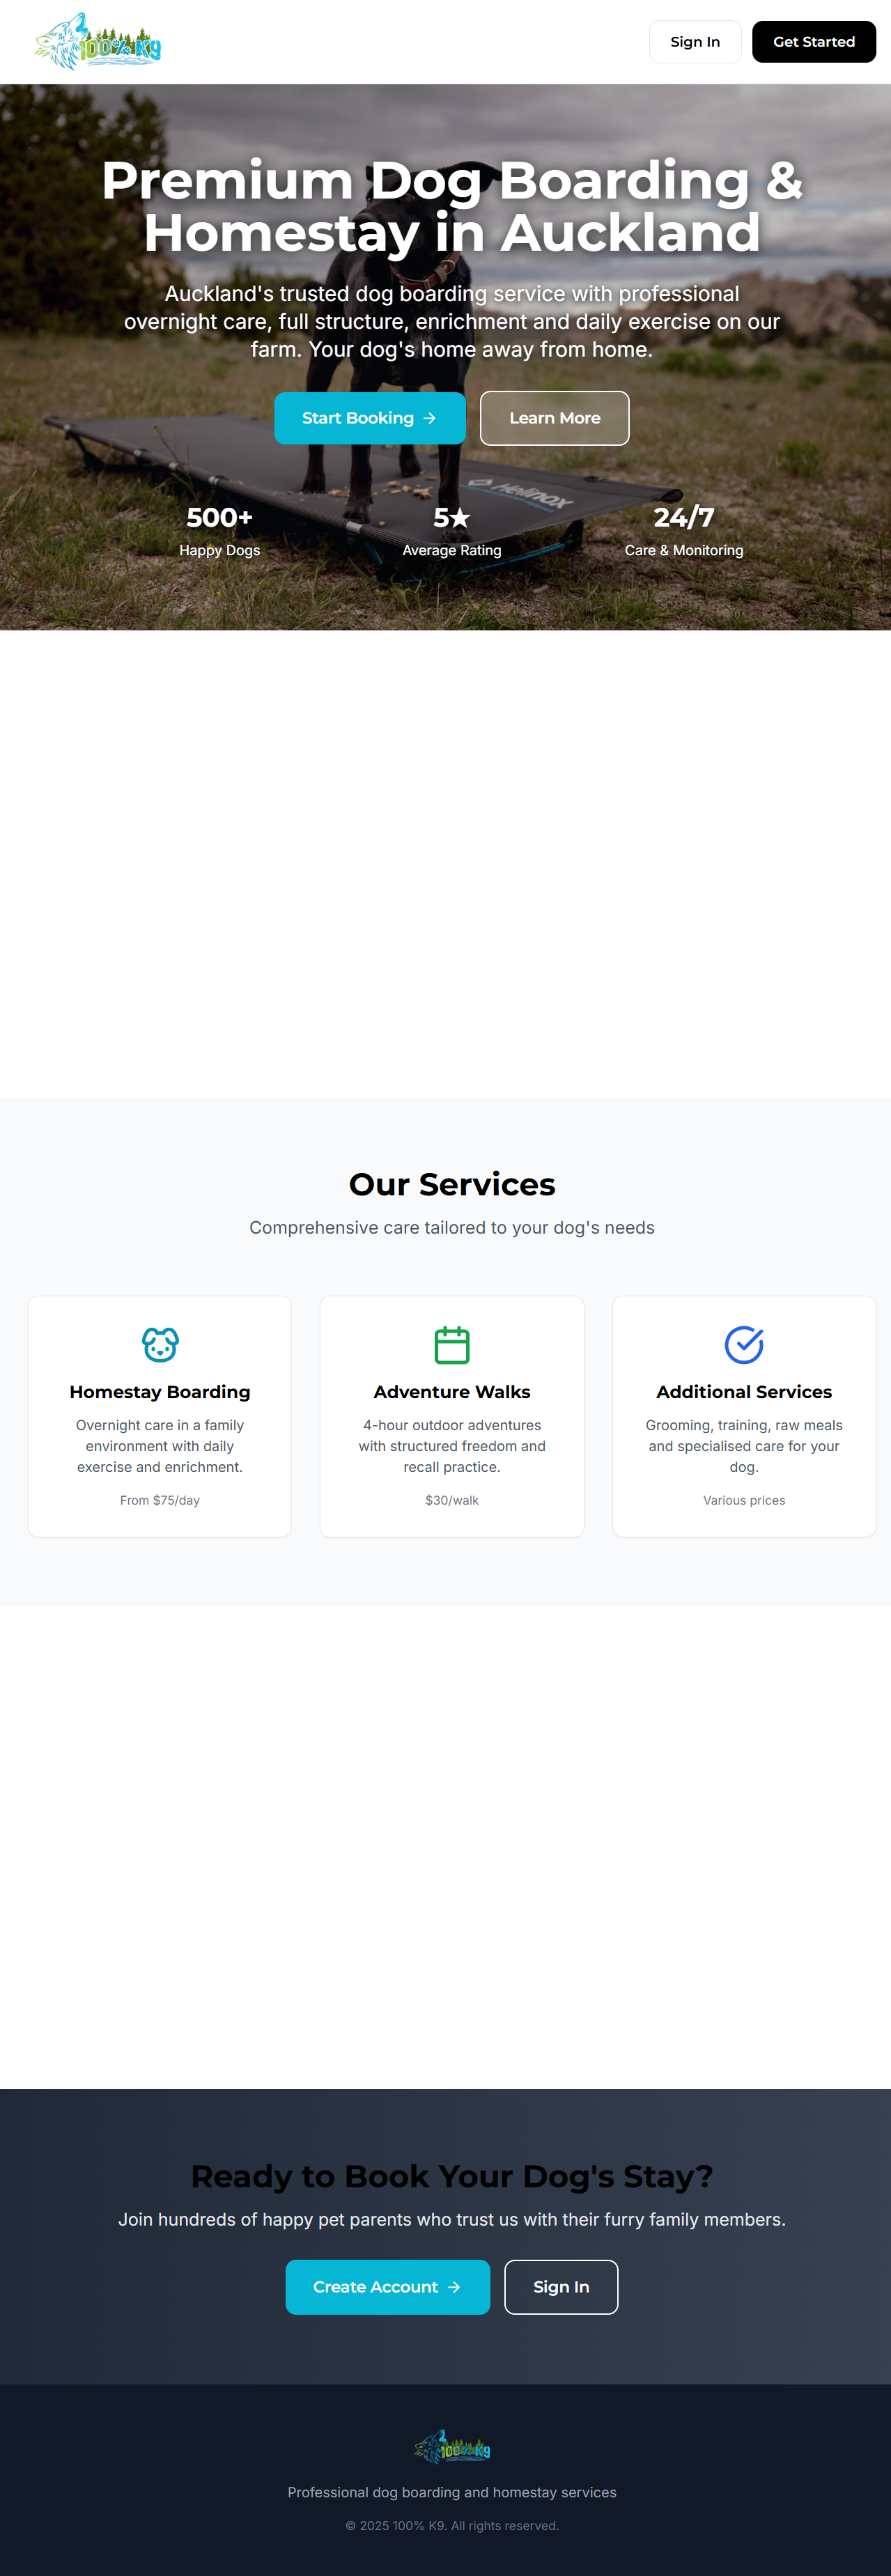 100% K9
Sign In
Get Started
Premium Dog Boarding &
Homestay in Auckland
Auckland's trusted dog boarding service with professional
overnight care, full structure, enrichment and daily exercise on our
farm. Your dog's home away from home.
Start Booking →
Learn More
Helinox
500+
5★
24/7
Happy Dogs
Average Rating
Care & Monitoring
Our Services
Comprehensive care tailored to your dog's needs
Homestay Boarding
Overnight care in a family
environment with daily
exercise and enrichment.
From $75/day
Adventure Walks
4-hour outdoor adventures
with structured freedom and
recall practice.
$30/walk
Additional Services
Grooming, training, raw meals
and specialised care for your
dog.
Various prices
Ready to Book Your Dog's Stay?
Join hundreds of happy pet parents who trust us with their furry family members.
Create Account →
Sign In
100% K9
Professional dog boarding and homestay services
© 2025 100% K9. All rights reserved.